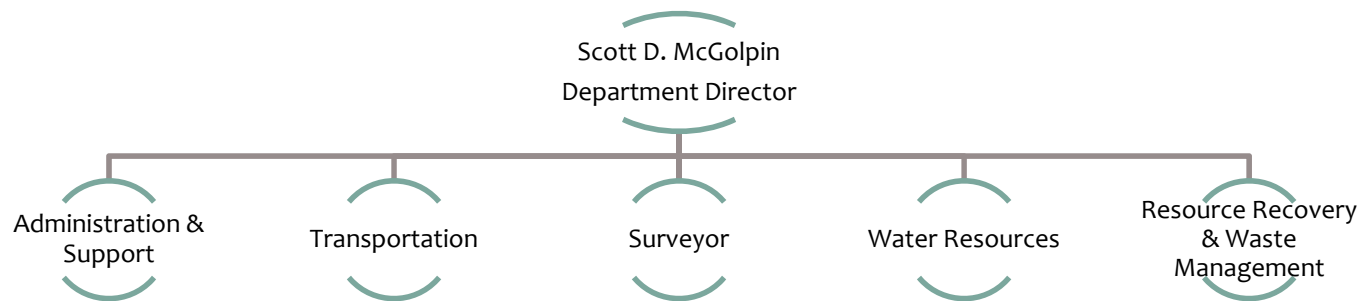 Scott D. McGolpin
Department Director
Administration &
Support
Transportation
Surveyor
Water Resources
Resource Recovery
& Waste
Management